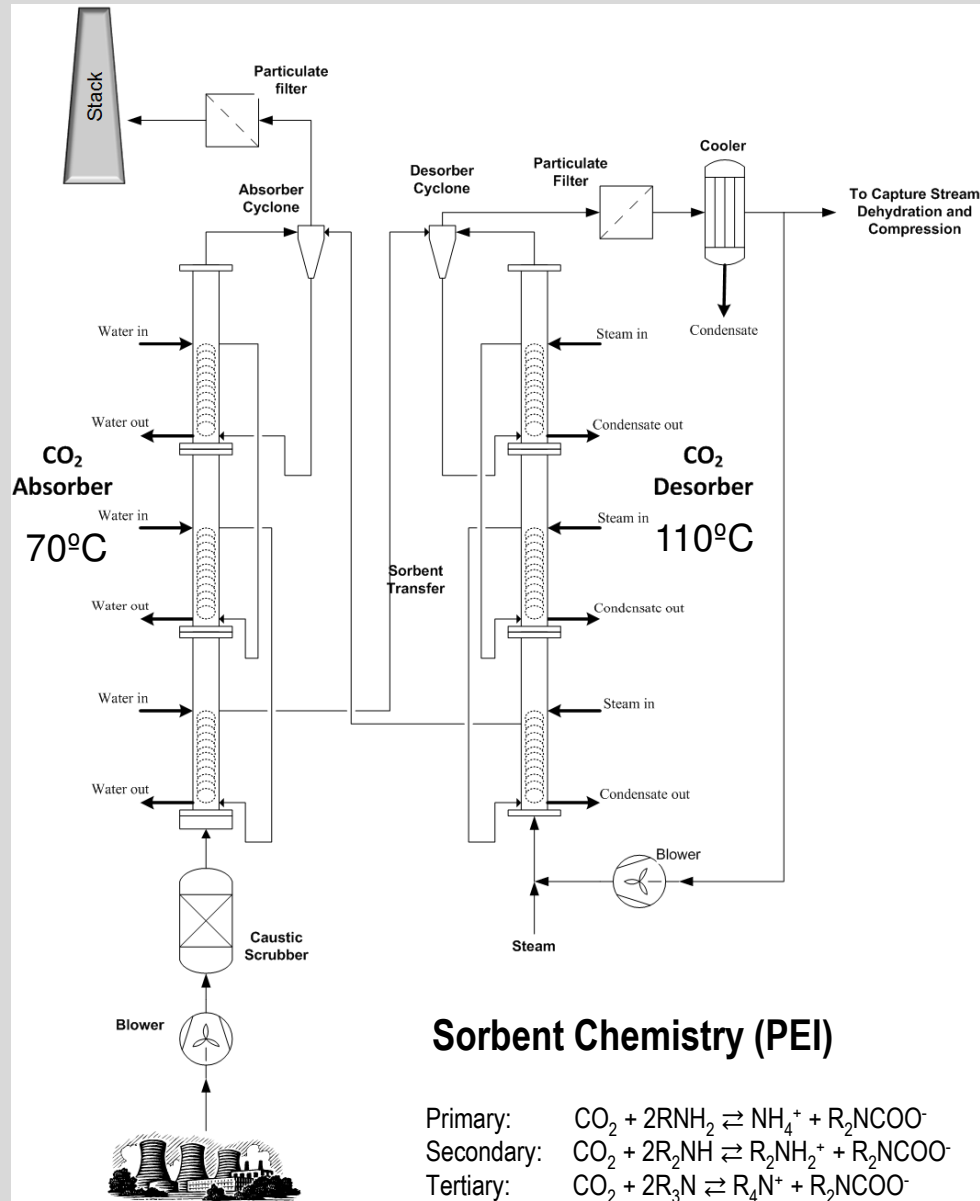 Stack
Particulate
filter
Absorber
Cyclone
Desorber
Cyclone
Particulate
Filter
Cooler
To Capture Stream
Dehydration and
Compression
Condensate
Water in
Water out
Water in
Water out
Water in
Water out
CO₂
Absorber
70ºC
Sorbent
Transfer
Steam in
Condensate out
Steam in
Condensate out
Steam in
Condensate out
CO₂
Desorber
110ºC
Blower
Steam
Caustic
Scrubber
Blower
Sorbent Chemistry (PEI)
Primary: CO₂ + 2RNH₂ ⇄ NH₄⁺ + R₂NCOO⁻
Secondary: CO₂ + 2R₂NH ⇄ R₂NH₂⁺ + R₂NCOO⁻
Tertiary: CO₂ + 2R₃N ⇄ R₄N⁺ + R₂NCOO⁻